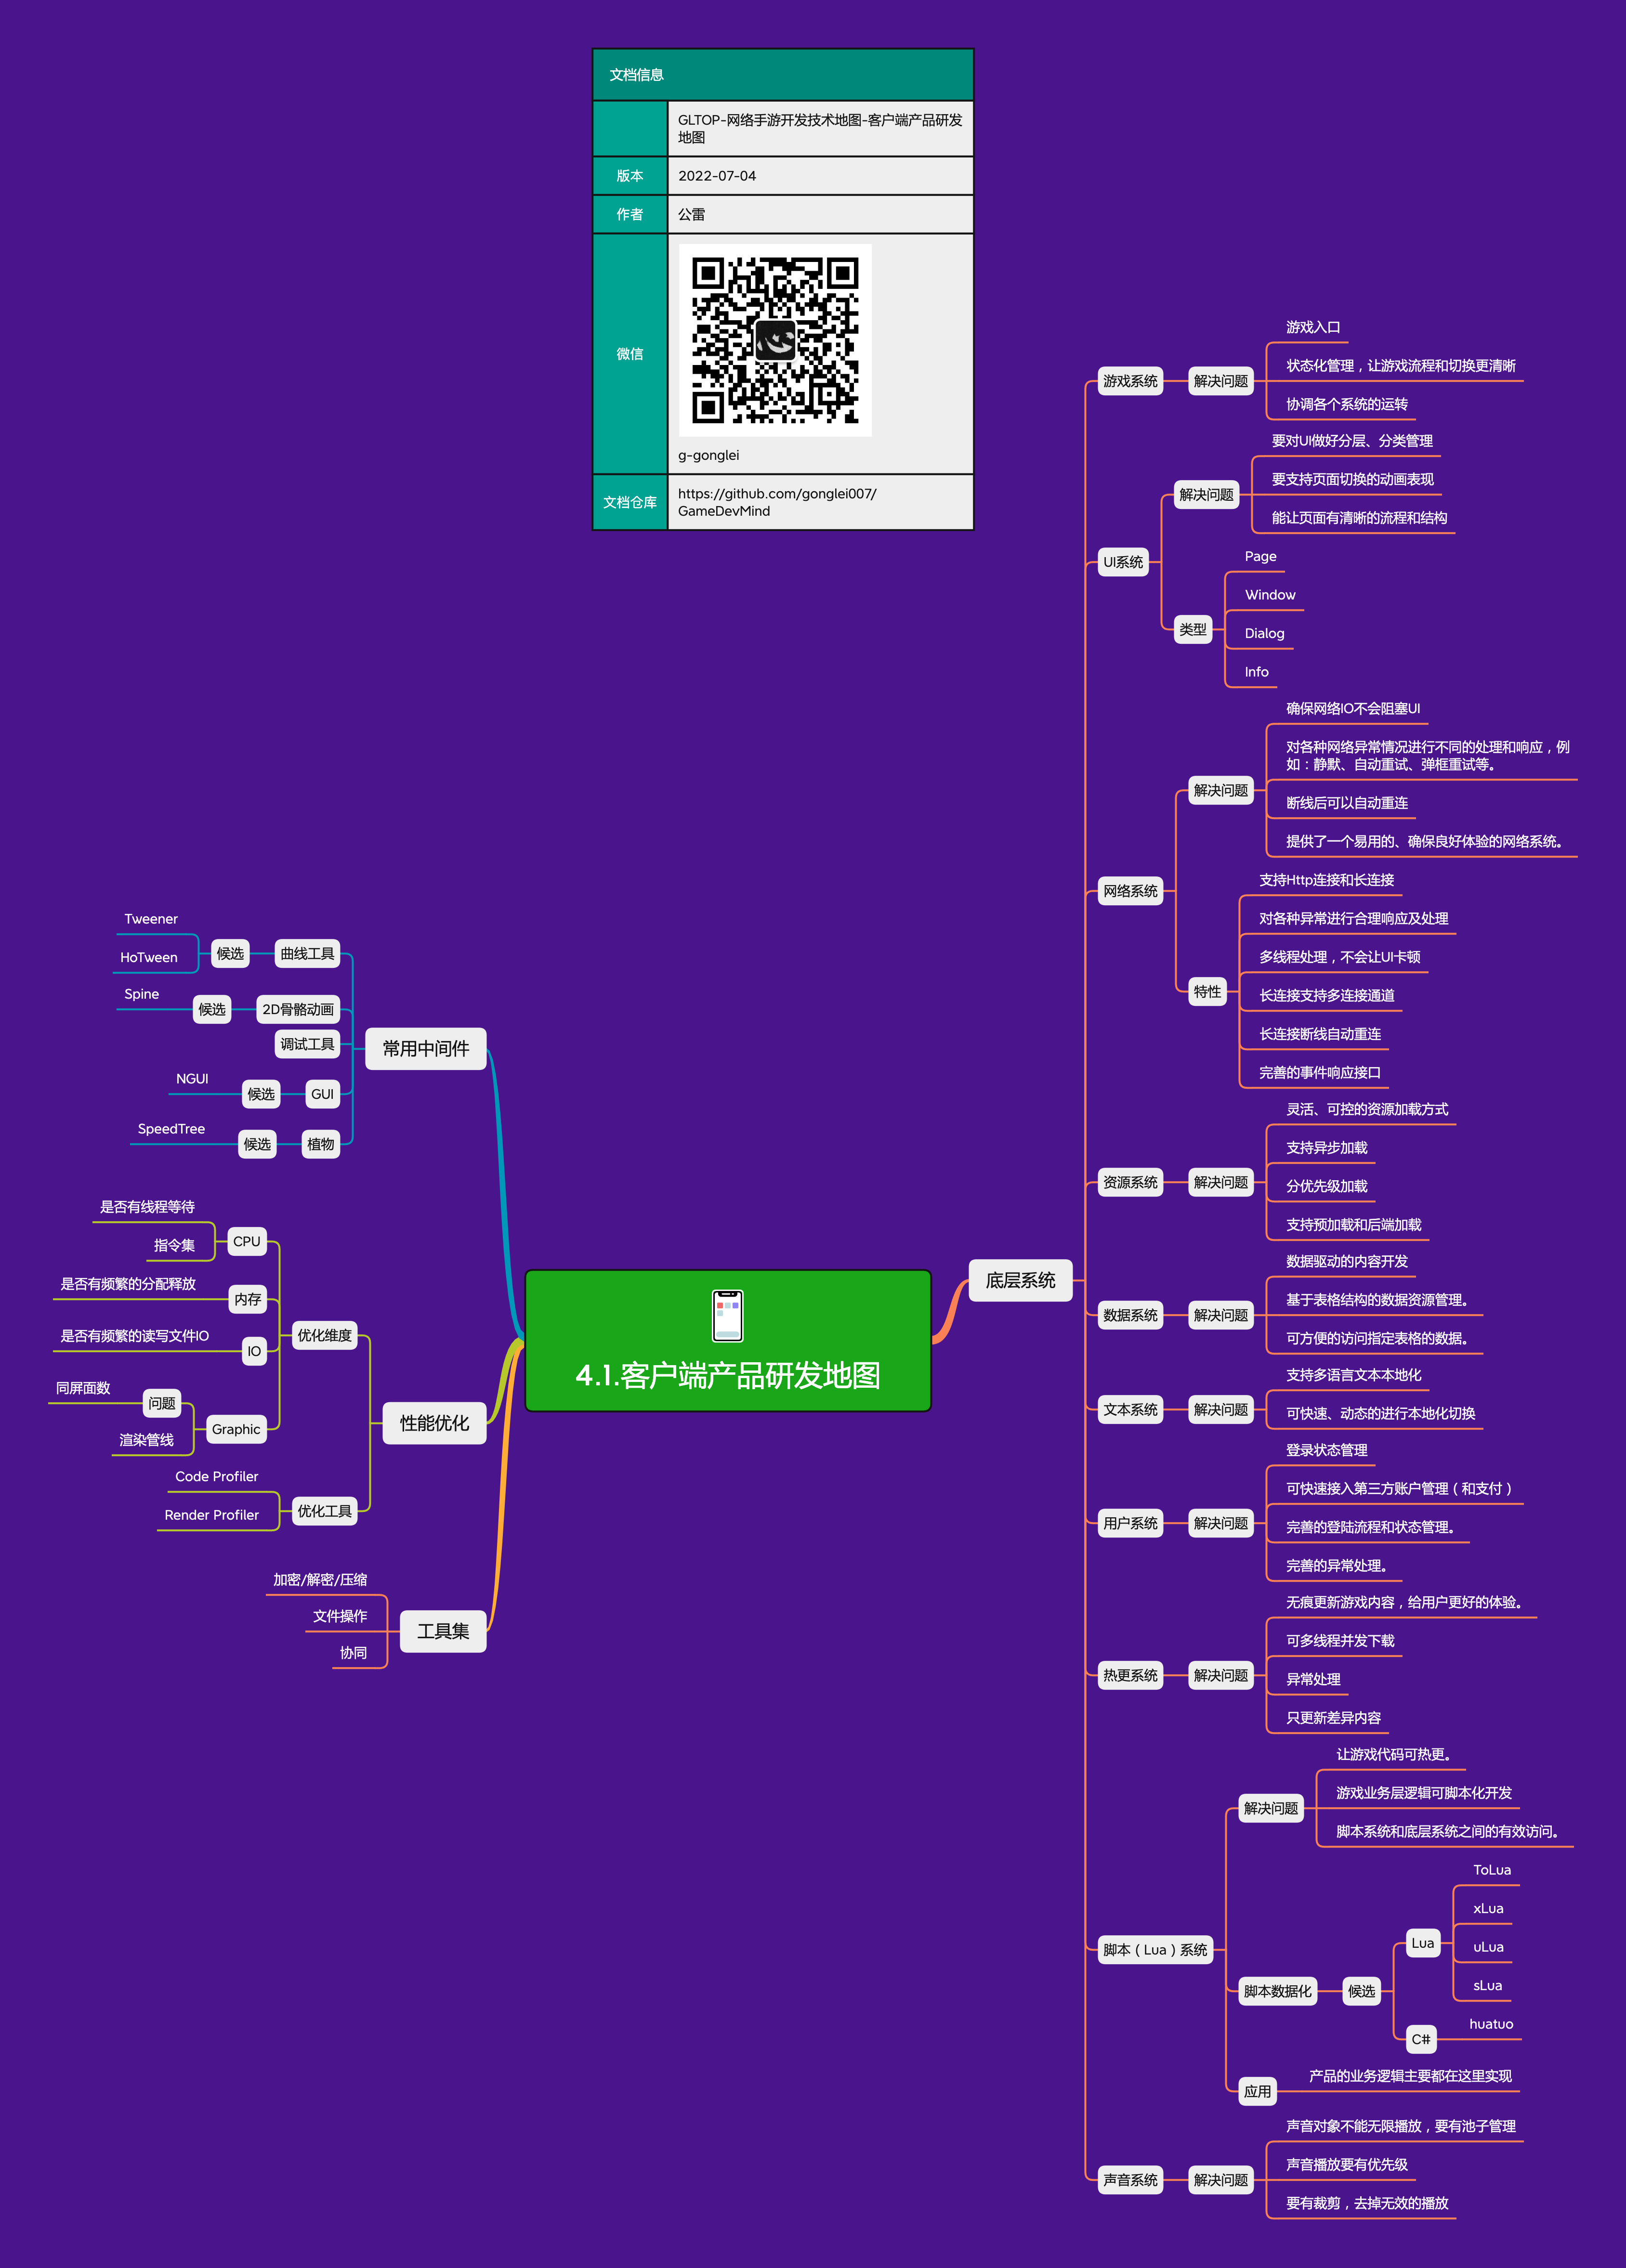 文档信息
GLTOP-网络手游开发技术地图-客户端产品研发
地图
版本
2022-07-04
作者
公雷
微信
g-gonglei
文档仓库
https://github.com/gonglei007/
GameDevMind
4.1.客户端产品研发地图
底层系统
游戏系统
解决问题
游戏入口
状态化管理，让游戏流程和切换更清晰
协调各个系统的运转
UI系统
解决问题
要对UI做好分层、分类管理
要支持页面切换的动画表现
能让页面有清晰的流程和结构
类型
Page
Window
Dialog
Info
网络系统
解决问题
确保网络IO不会阻塞UI
对各种网络异常情况进行不同的处理和响应，例
如：静默、自动重试、弹框重试等。
断线后可以自动重连
提供了一个易用的、确保良好体验的网络系统。
特性
支持Http连接和长连接
对各种异常进行合理响应及处理
多线程处理，不会让UI卡顿
长连接支持多连接通道
长连接断线自动重连
完善的事件响应接口
资源系统
解决问题
灵活、可控的资源加载方式
支持异步加载
分优先级加载
支持预加载和后端加载
数据系统
解决问题
数据驱动的内容开发
基于表格结构的数据资源管理。
可方便的访问指定表格的数据。
文本系统
解决问题
支持多语言文本本地化
可快速、动态的进行本地化切换
用户系统
解决问题
登录状态管理
可快速接入第三方账户管理（和支付）
完善的登陆流程和状态管理。
完善的异常处理。
热更系统
解决问题
无痕更新游戏内容，给用户更好的体验。
可多线程并发下载
异常处理
只更新差异内容
脚本（Lua）系统
解决问题
让游戏代码可热更。
游戏业务层逻辑可脚本化开发
脚本系统和底层系统之间的有效访问。
脚本数据化
候选
Lua
ToLua
xLua
uLua
sLua
C#
huatuo
应用
产品的业务逻辑主要都在这里实现
声音系统
解决问题
声音对象不能无限播放，要有池子管理
声音播放要有优先级
要有裁剪，去掉无效的播放
常用中间件
曲线工具
候选
Tweener
HoTween
2D骨骼动画
候选
Spine
调试工具
GUI
候选
NGUI
植物
候选
SpeedTree
性能优化
优化维度
CPU
是否有线程等待
指令集
内存
是否有频繁的分配释放
IO
是否有频繁的读写文件IO
Graphic
问题
同屏面数
渲染管线
优化工具
Code Profiler
Render Profiler
工具集
加密/解密/压缩
文件操作
协同